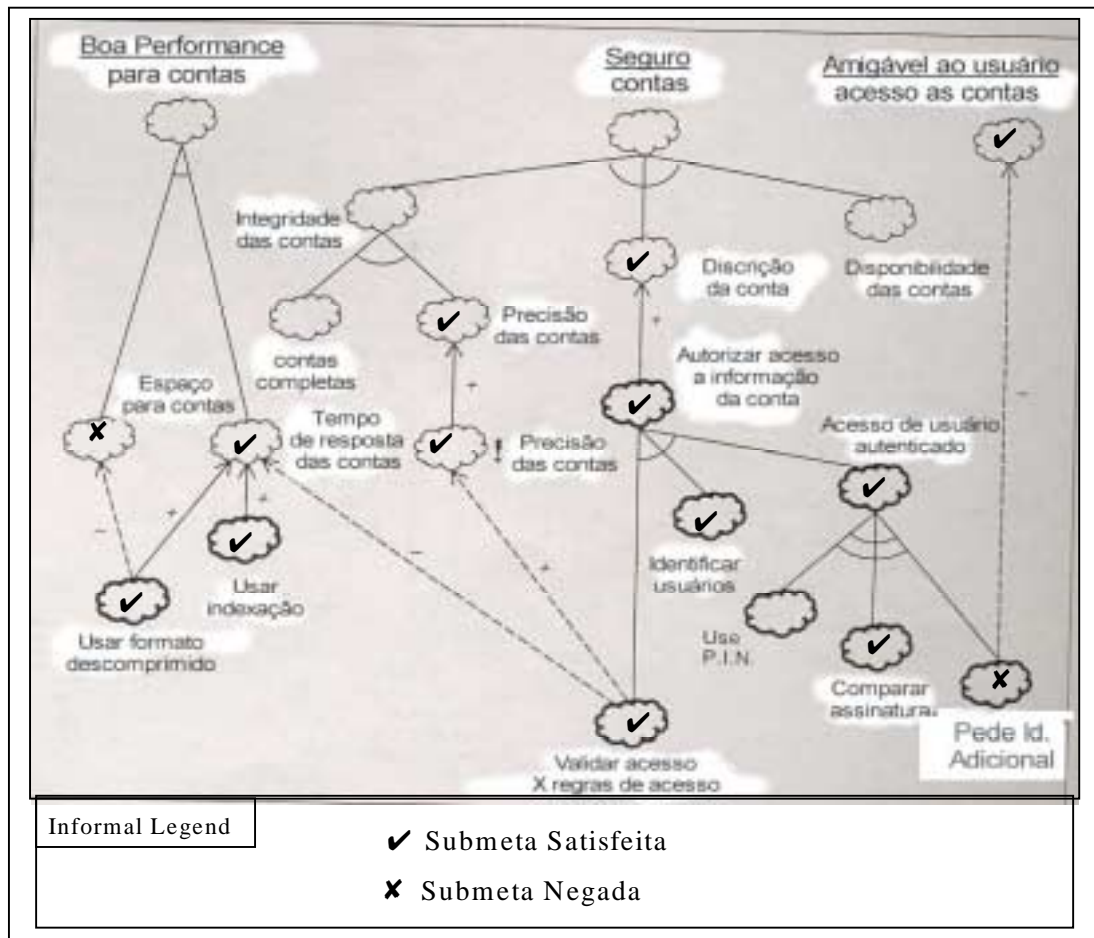 Boa Performance
para contas
Seguro
contas
Amigável ao usuário
acesso as contas
Integridade
das contas
Discrição
da conta
Disponibilidade
das contas
contas
completas
Precisão
das contas
Autorizar acesso
a informação
da conta
Espaço
para contas
Tempo
de resposta
das contas
! Precisão
das contas
Acesso de usuário
autenticado
Identificar
usuários
Usar
indexação
Usar formato
descomprimido
Use
P.I.N.
Comparar
assinatura
Pede Id.
Adicional
Validar acesso
X regras de acesso
Informal Legend
✔ Submeta Satisfeita
✘ Submeta Negada